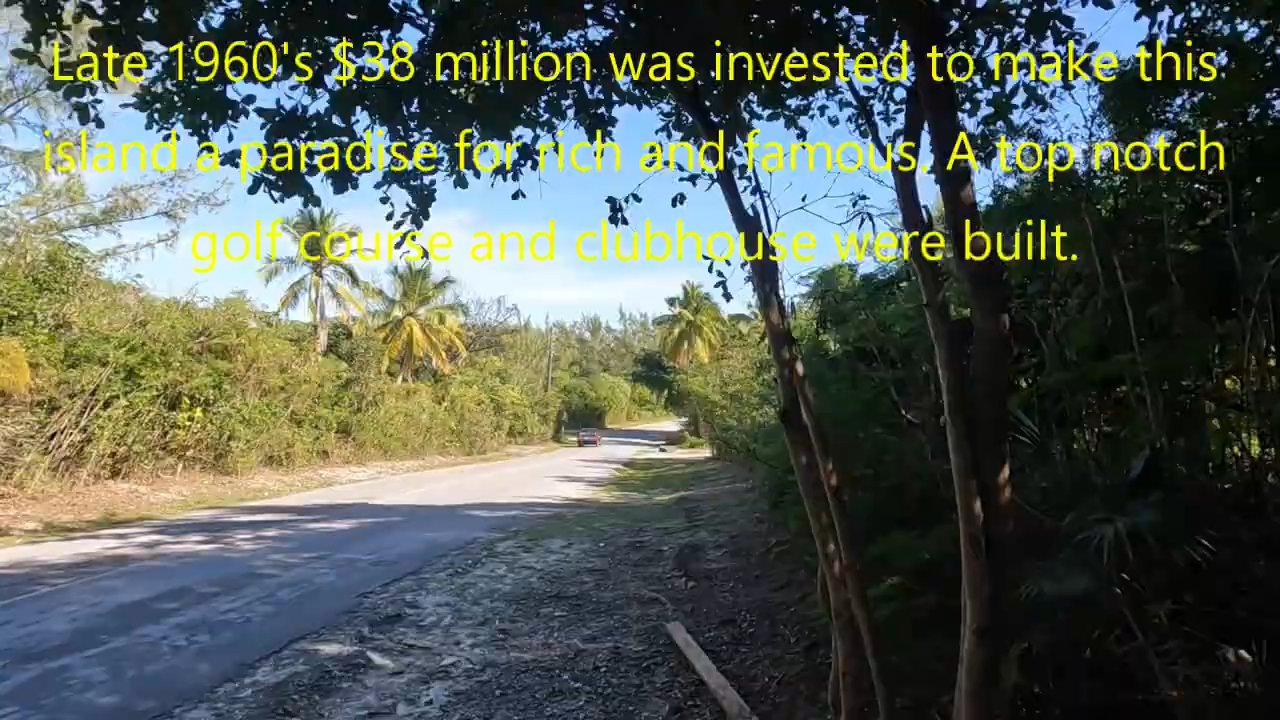 Late 1960's $38 million was invested to make this
island a paradise for rich and famous. A top notch
golf course and clubhouse were built.